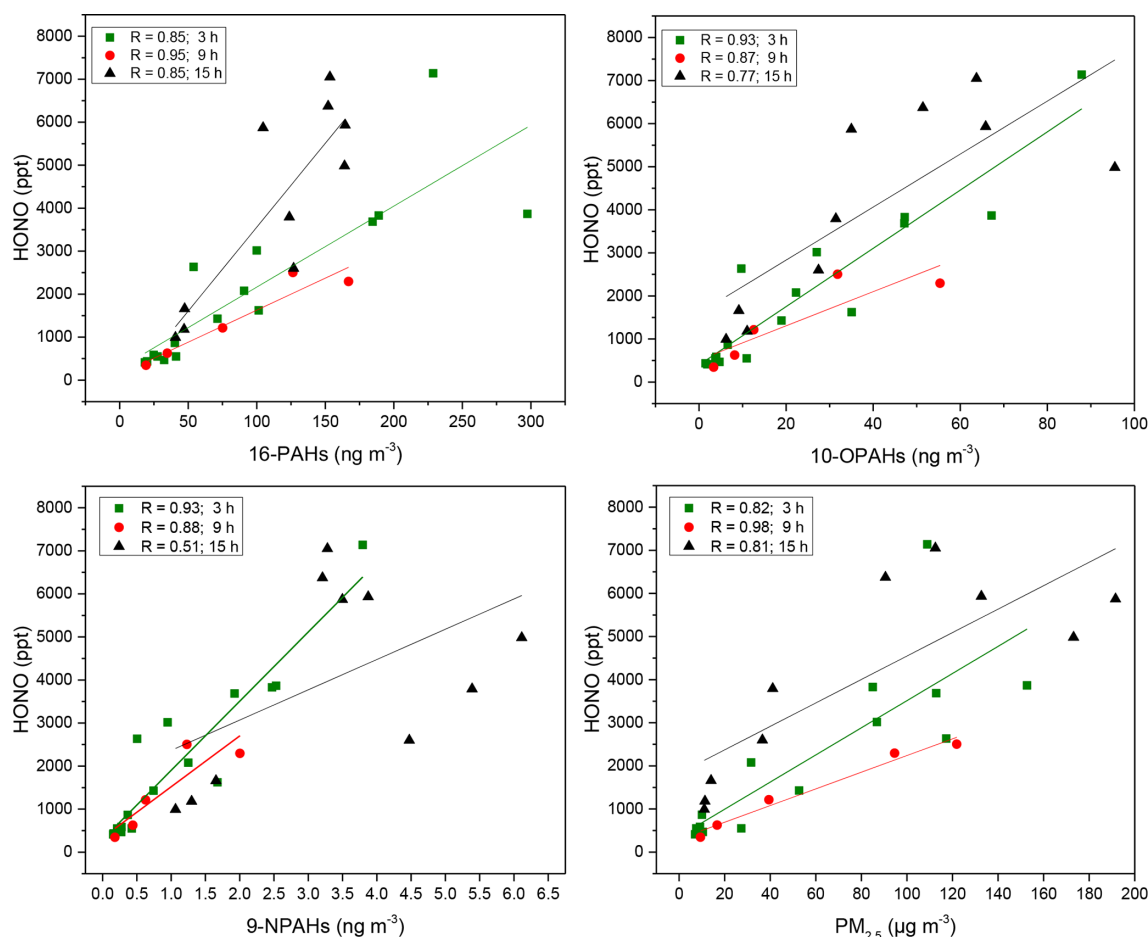 R = 0.85; 3 h
R = 0.95; 9 h
R = 0.85; 15 h
8000
7000
6000
5000
4000
3000
2000
1000
0
HONO (ppt)
0 50 100 150 200 250 300
16-PAHs (ng m⁻³)
R = 0.93; 3 h
R = 0.87; 9 h
R = 0.77; 15 h
8000
7000
6000
5000
4000
3000
2000
1000
0
HONO (ppt)
0 20 40 60 80 100
10-OPAHs (ng m⁻³)
R = 0.93; 3 h
R = 0.88; 9 h
R = 0.51; 15 h
8000
7000
6000
5000
4000
3000
2000
1000
0
HONO (ppt)
0.0 0.5 1.0 1.5 2.0 2.5 3.0 3.5 4.0 4.5 5.0 5.5 6.0 6.5
9-NPAHs (ng m⁻³)
R = 0.82; 3 h
R = 0.98; 9 h
R = 0.81; 15 h
8000
7000
6000
5000
4000
3000
2000
1000
0
HONO (ppt)
0 20 40 60 80 100 120 140 160 180 200
PM₂.₅ (µg m⁻³)